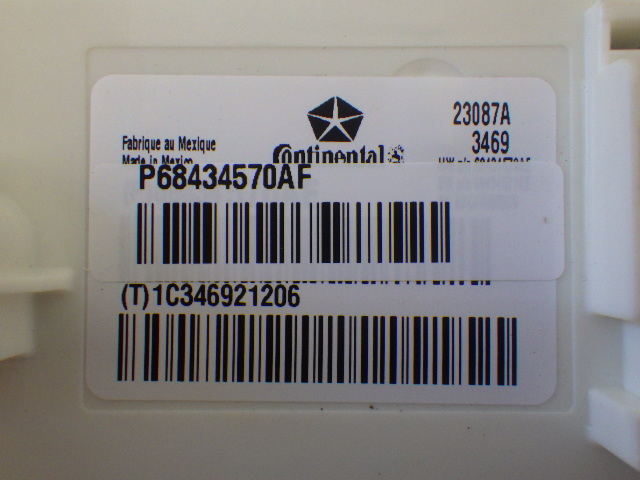 23087A
Fabrique au Mexique
3469
Made in Mexico
Continental
P68434570AF
(T)1C346921206